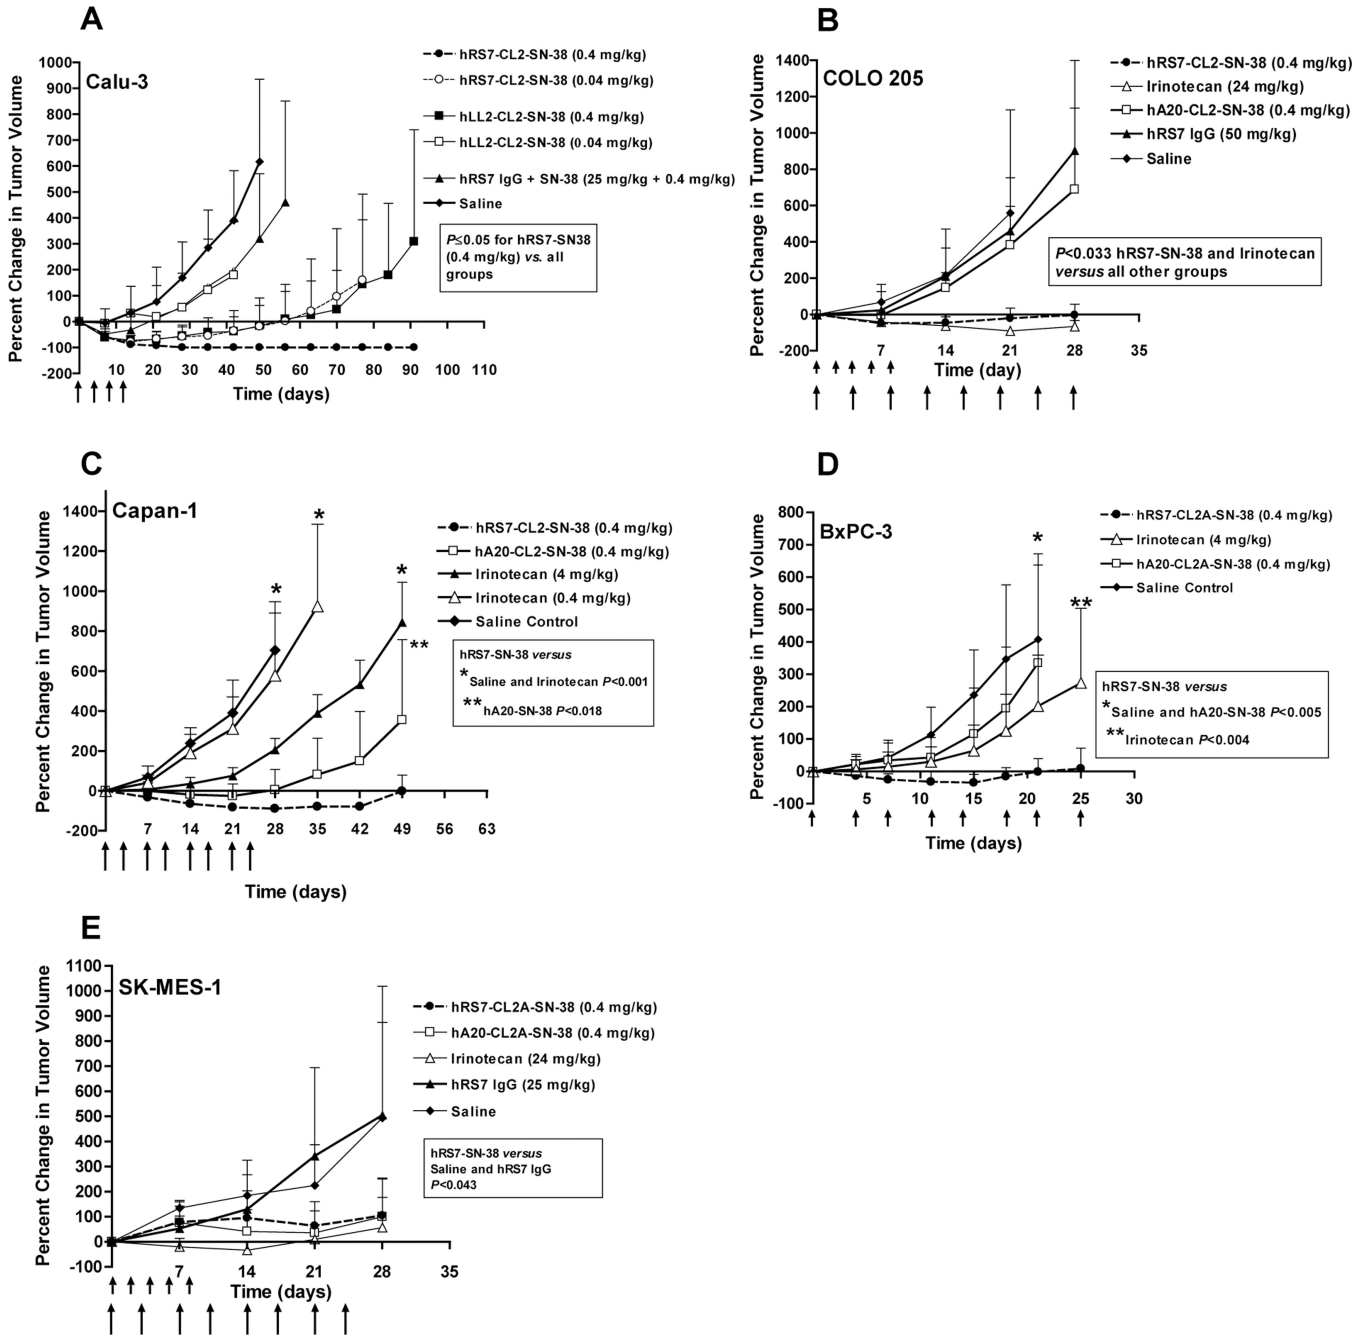 A
Percent Change in Tumor Volume
1000
900
800
700
600
500
400
300
200
100
0
-100
-200
Calu-3
10 20 30 40 50 60 70 80 90 100 110
Time (days)
hRS7-CL2-SN-38 (0.4 mg/kg)
hRS7-CL2-SN-38 (0.04 mg/kg)
hLL2-CL2-SN-38 (0.4 mg/kg)
hLL2-CL2-SN-38 (0.04 mg/kg)
hRS7 IgG + SN-38 (25 mg/kg + 0.4 mg/kg)
Saline
P≤0.05 for hRS7-SN38
(0.4 mg/kg) vs. all
groups
B
Percent Change in Tumor Volume
1400
1200
1000
800
600
400
200
0
-200
COLO 205
7 14 21 28 35
Time (day)
hRS7-CL2-SN-38 (0.4 mg/kg)
Irinotecan (24 mg/kg)
hA20-CL2-SN-38 (0.4 mg/kg)
hRS7 IgG (50 mg/kg)
Saline
P<0.033 hRS7-SN-38 and Irinotecan
versus all other groups
C
Percent Change in Tumor Volume
1400
1200
1000
800
600
400
200
0
-200
Capan-1
*
*
*
**
7 14 21 28 35 42 49 56 63
Time (days)
hRS7-CL2-SN-38 (0.4 mg/kg)
hA20-CL2-SN-38 (0.4 mg/kg)
Irinotecan (4 mg/kg)
Irinotecan (0.4 mg/kg)
Saline Control
hRS7-SN-38 versus
*Saline and Irinotecan P<0.001
**hA20-SN-38 P<0.018
D
Percent Change in Tumor Volume
800
700
600
500
400
300
200
100
0
-100
BxPC-3
*
**
5 10 15 20 25 30
Time (days)
hRS7-CL2A-SN-38 (0.4 mg/kg)
Irinotecan (4 mg/kg)
hA20-CL2A-SN-38 (0.4 mg/kg)
Saline Control
hRS7-SN-38 versus
*Saline and hA20-SN-38 P<0.005
**Irinotecan P<0.004
E
Percent Change in Tumor Volume
1100
1000
900
800
700
600
500
400
300
200
100
0
-100
SK-MES-1
7 14 21 28 35
Time (days)
hRS7-CL2A-SN-38 (0.4 mg/kg)
hA20-CL2A-SN-38 (0.4 mg/kg)
Irinotecan (24 mg/kg)
hRS7 IgG (25 mg/kg)
Saline
hRS7-SN-38 versus
Saline and hRS7 IgG
P<0.043